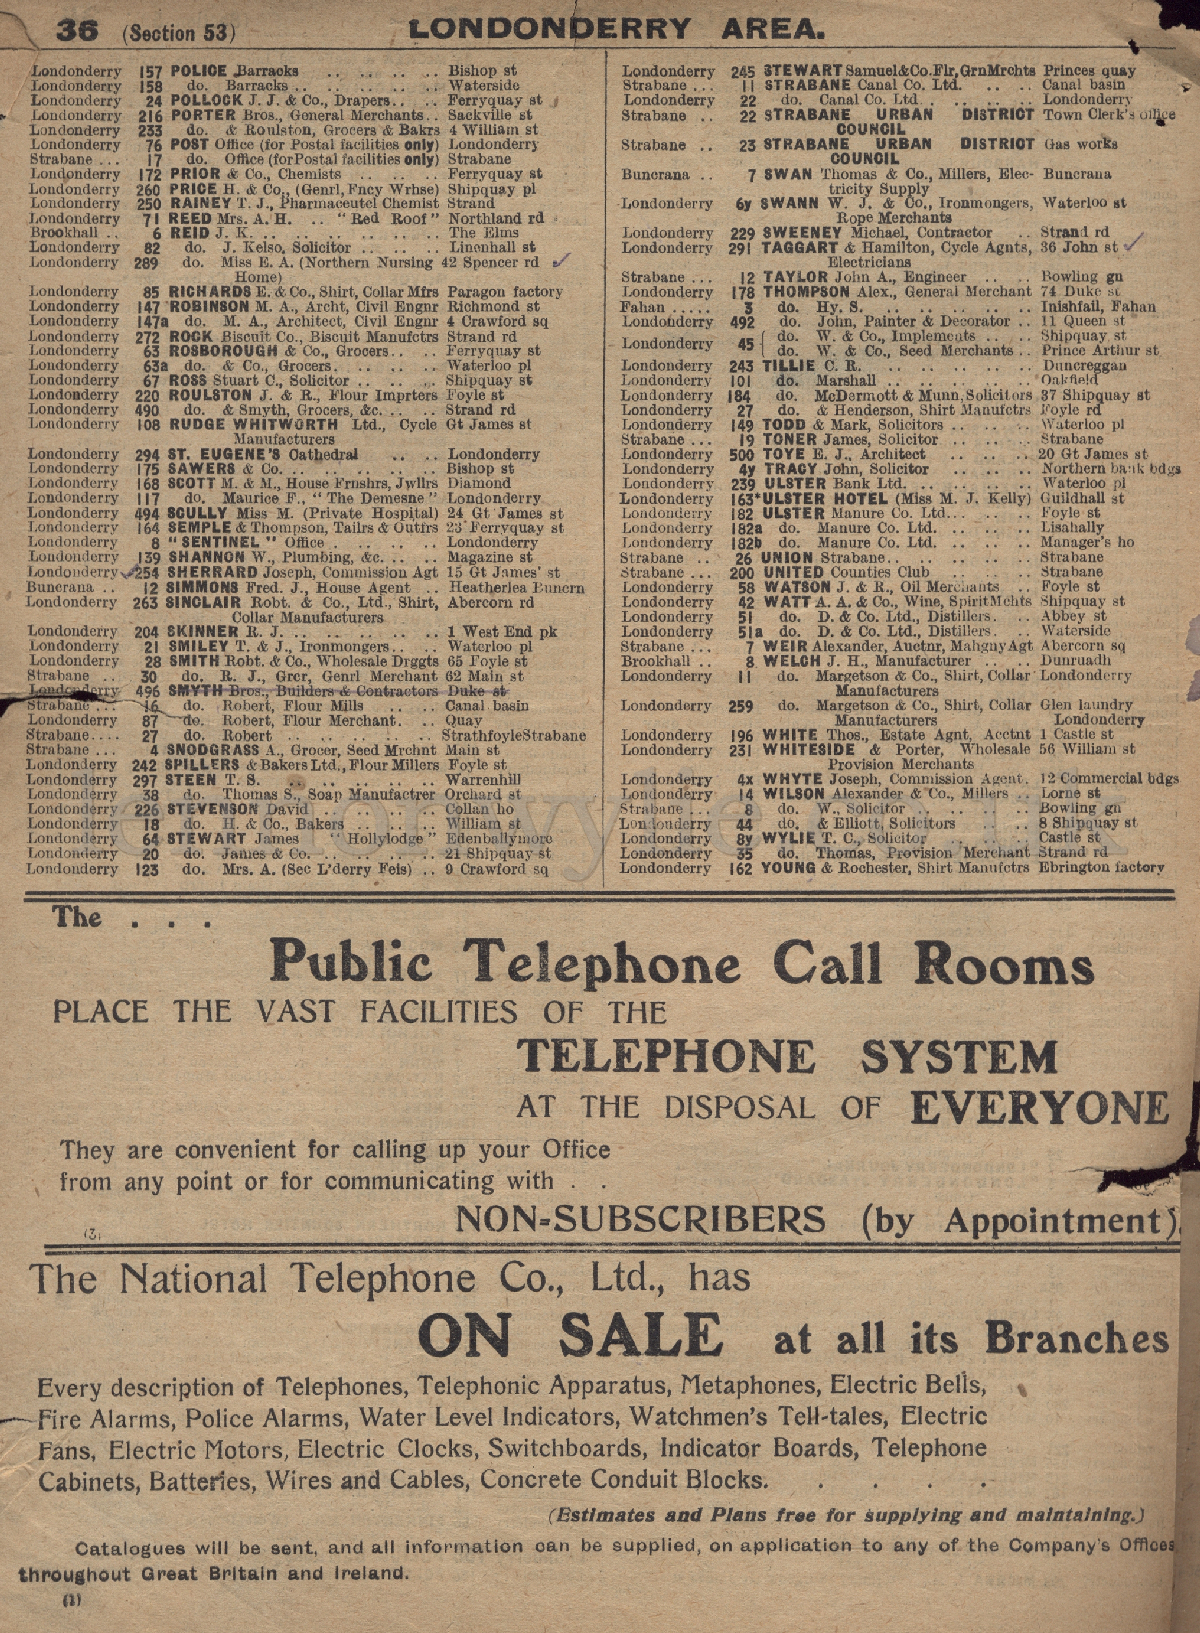 36 (Section 53) LONDONDERRY AREA.
Londonderry 157 POLICE Barracks .. .. .. .. Bishop st
Londonderry 158 do. Barracks .. .. .. .. Waterside
Londonderry 24 POLLOCK J. J. & Co., Drapers.. .. Ferryquay st
Londonderry 216 PORTER Bros., General Merchants.. Sackville st
Londonderry 233 do. & Roulston, Grocers & Bakrs 4 William st
Londonderry 76 POST Office (for Postal facilities only) Londonderry
Strabane ... 17 do. Office (for Postal facilities only) Strabane
Londonderry 172 PRIOR & Co., Chemists .. .. .. Ferryquay st
Londonderry 260 PRICE H. & Co., (Genrl, Fncy Wrhse) Shipquay pl
Londonderry 250 RAINEY T. J., Pharmaceutcl Chemist Strand
Londonderry 71 REED Mrs. A. H. .. "Red Roof" Northland rd
Brookhall .. 6 REID J. K. .. .. .. .. .. The Elms
Londonderry 82 do. J. Kelso, Solicitor .. .. .. Linenhall st
Londonderry 289 do. Miss E. A. (Northern Nursing 42 Spencer rd
Home)
Londonderry 85 RICHARDS E. & Co., Shirt, Collar Mfrs Paragon factory
Londonderry 147 ROBINSON M. A., Archt, Civil Engnr Richmond st
Londonderry 147a do. M. A., Architect, Civil Engnr 4 Crawford sq
Londonderry 272 ROCK Biscuit Co., Biscuit Manufctrs Strand rd
Londonderry 63 ROSBOROUGH & Co., Grocers.. .. Ferryquay st
Londonderry 63a do. & Co., Grocers. .. .. .. Waterloo pl
Londonderry 67 ROSS Stuart C., Solicitor .. .. .. Shipquay st
Londonderry 220 ROULSTON J. & R., Flour Imprters Foyle st
Londonderry 490 do. & Smyth, Grocers, &c. .. .. Strand rd
Londonderry 108 RUDGE WHITWORTH Ltd., Cycle Gt James st
Manufacturers
Londonderry 294 ST. EUGENE'S Cathedral .. .. Londonderry
Londonderry 175 SAWERS & Co. .. .. .. .. .. Bishop st
Londonderry 168 SCOTT M. & M., House Frnshrs, Jwllrs Diamond
Londonderry 117 do. Maurice F., "The Demesne" Londonderry
Londonderry 494 SCULLY Miss M. (Private Hospital) 24 Gt James st
Londonderry 164 SEMPLE & Thompson, Tailrs & Outfrs 23 Ferryquay st
Londonderry 8 "SENTINEL" Office .. .. .. .. Londonderry
Londonderry 139 SHANNON W., Plumbing, &c. .. .. Magazine st
Londonderry 254 SHERRARD Joseph, Commission Agt 15 Gt James' st
Buncrana .. 12 SIMMONS Fred. J., House Agent .. Heatherlea Buncrn
Londonderry 263 SINCLAIR Robt. & Co., Ltd., Shirt, Abercorn rd
Collar Manufacturers
Londonderry 204 SKINNER R. J. .. .. .. .. .. 1 West End pk
Londonderry 21 SMILEY T. & J., Ironmongers.. .. Waterloo pl
Londonderry 28 SMITH Robt. & Co., Wholesale Drggts 65 Foyle st
Strabane .. 30 do. R. J., Grcr, Genrl Merchant 62 Main st
Londonderry 496 SMYTH Bros., Builders & Contractors Duke st
Strabane ... 16 do. Robert, Flour Mills .. .. Canal basin
Londonderry 87 do. Robert, Flour Merchant. .. Quay
Strabane.... 27 do. Robert .. .. .. .. .. Strathfoyle Strabane
Strabane ... 4 SNODGRASS A., Grocer, Seed Mrchnt Main st
Londonderry 242 SPILLERS & Bakers Ltd., Flour Millers Foyle st
Londonderry 297 STEEN T. S. .. .. .. .. .. Warrenhill
Londonderry 38 do. Thomas S., Soap Manufactrer Orchard st
Londonderry 226 STEVENSON David .. .. .. .. Collan ho
Londonderry 18 do. H. & Co., Bakers .. .. .. William st
Londonderry 64 STEWART James "Hollylodge" Edenballymore
Londonderry 20 do. James & Co. .. .. .. .. 21 Shipquay st
Londonderry 123 do. Mrs. A. (Sec L'derry Feis) .. 9 Crawford sq
Londonderry 245 STEWART Samuel & Co. Flr, Grn Mrchts Princes quay
Strabane ... 11 STRABANE Canal Co. Ltd. .. .. Canal basin
Londonderry 22 do. Canal Co. Ltd. .. .. .. Londonderry
Strabane .. 22 STRABANE URBAN DISTRICT Town Clerk's office
COUNCIL
Strabane .. 23 STRABANE URBAN DISTRICT Gas works
COUNCIL
Buncrana .. 7 SWAN Thomas & Co., Millers, Elec- Buncrana
tricity Supply
Londonderry 6y SWANN W. J. & Co., Ironmongers, Waterloo st
Rope Merchants
Londonderry 229 SWEENEY Michael, Contractor .. Strand rd
Londonderry 291 TAGGART & Hamilton, Cycle Agnts, 36 John st
Electricians
Strabane ... 12 TAYLOR John A., Engineer .. .. Bowling gn
Londonderry 178 THOMPSON Alex., General Merchant 74 Duke st
Fahan ..... 3 do. Hy. S. .. .. .. .. .. Inishfail, Fahan
Londonderry 492 do. John, Painter & Decorator .. 11 Queen st
Londonderry 45 { do. W. & Co., Implements .. .. Shipquay st
do. W. & Co., Seed Merchants .. Prince Arthur st
Londonderry 243 TILLIE C. R. .. .. .. .. .. Duncreggan
Londonderry 101 do. Marshall .. .. .. .. .. Oakfield
Londonderry 184 do. McDermott & Munn, Solicitors 37 Shipquay st
Londonderry 27 do. & Henderson, Shirt Manufctrs Foyle rd
Londonderry 149 TODD & Mark, Solicitors .. .. .. Waterloo pl
Strabane ... 19 TONER James, Solicitor .. .. .. Strabane
Londonderry 500 TOYE E. J., Architect .. .. .. 20 Gt James st
Londonderry 4y TRACY John, Solicitor .. .. .. Northern bank bdgs
Londonderry 239 ULSTER Bank Ltd. .. .. .. .. Waterloo pl
Londonderry 163*ULSTER HOTEL (Miss M. J. Kelly) Guildhall st
Londonderry 182 ULSTER Manure Co. Ltd... .. .. Foyle st
Londonderry 182a do. Manure Co. Ltd. .. .. .. Lisahally
Londonderry 182b do. Manure Co. Ltd. .. .. .. Manager's ho
Strabane .. 26 UNION Strabane.. .. .. .. .. Strabane
Strabane ... 200 UNITED Counties Club .. .. .. Strabane
Londonderry 58 WATSON J. & R., Oil Merchants .. Foyle st
Londonderry 42 WATT A. A. & Co., Wine, Spirit Mchts Shipquay st
Londonderry 51 do. D. & Co. Ltd., Distillers. .. Abbey st
Londonderry 51a do. D. & Co. Ltd., Distillers. .. Waterside
Strabane ... 7 WEIR Alexander, Auctnr, Mahgny Agt Abercorn sq
Brookhall .. 8 WELCH J. H., Manufacturer .. .. Dunruadh
Londonderry 11 do. Margetson & Co., Shirt, Collar Londonderry
Manufacturers
Londonderry 259 do. Margetson & Co., Shirt, Collar Glen laundry
Manufacturers Londonderry
Londonderry 196 WHITE Thos., Estate Agnt, Acctnt 1 Castle st
Londonderry 231 WHITESIDE & Porter, Wholesale 56 William st
Provision Merchants
Londonderry 4x WHYTE Joseph, Commission Agent. 12 Commercial bdgs
Londonderry 14 WILSON Alexander & Co., Millers .. Lorne st
Strabane ... 8 do. W., Solicitor .. .. .. Bowling gn
Londonderry 44 do. & Elliott, Solicitors .. .. 8 Shipquay st
Londonderry 8y WYLIE T. C., Solicitor .. .. .. Castle st
Londonderry 35 do. Thomas, Provision Merchant Strand rd
Londonderry 162 YOUNG & Rochester, Shirt Manufctrs Ebrington factory
The . . .
Public Telephone Call Rooms
PLACE THE VAST FACILITIES OF THE
TELEPHONE SYSTEM
AT THE DISPOSAL OF EVERYONE
They are convenient for calling up your Office
from any point or for communicating with . .
NON-SUBSCRIBERS (by Appointment).
(3)
The National Telephone Co., Ltd., has
ON SALE at all its Branches
Every description of Telephones, Telephonic Apparatus, Metaphones, Electric Bells,
Fire Alarms, Police Alarms, Water Level Indicators, Watchmen's Tell-tales, Electric
Fans, Electric Motors, Electric Clocks, Switchboards, Indicator Boards, Telephone
Cabinets, Batteries, Wires and Cables, Concrete Conduit Blocks. . . . .
(Estimates and Plans free for supplying and maintaining.)
Catalogues will be sent, and all information can be supplied, on application to any of the Company's Offices
throughout Great Britain and Ireland.
(1)